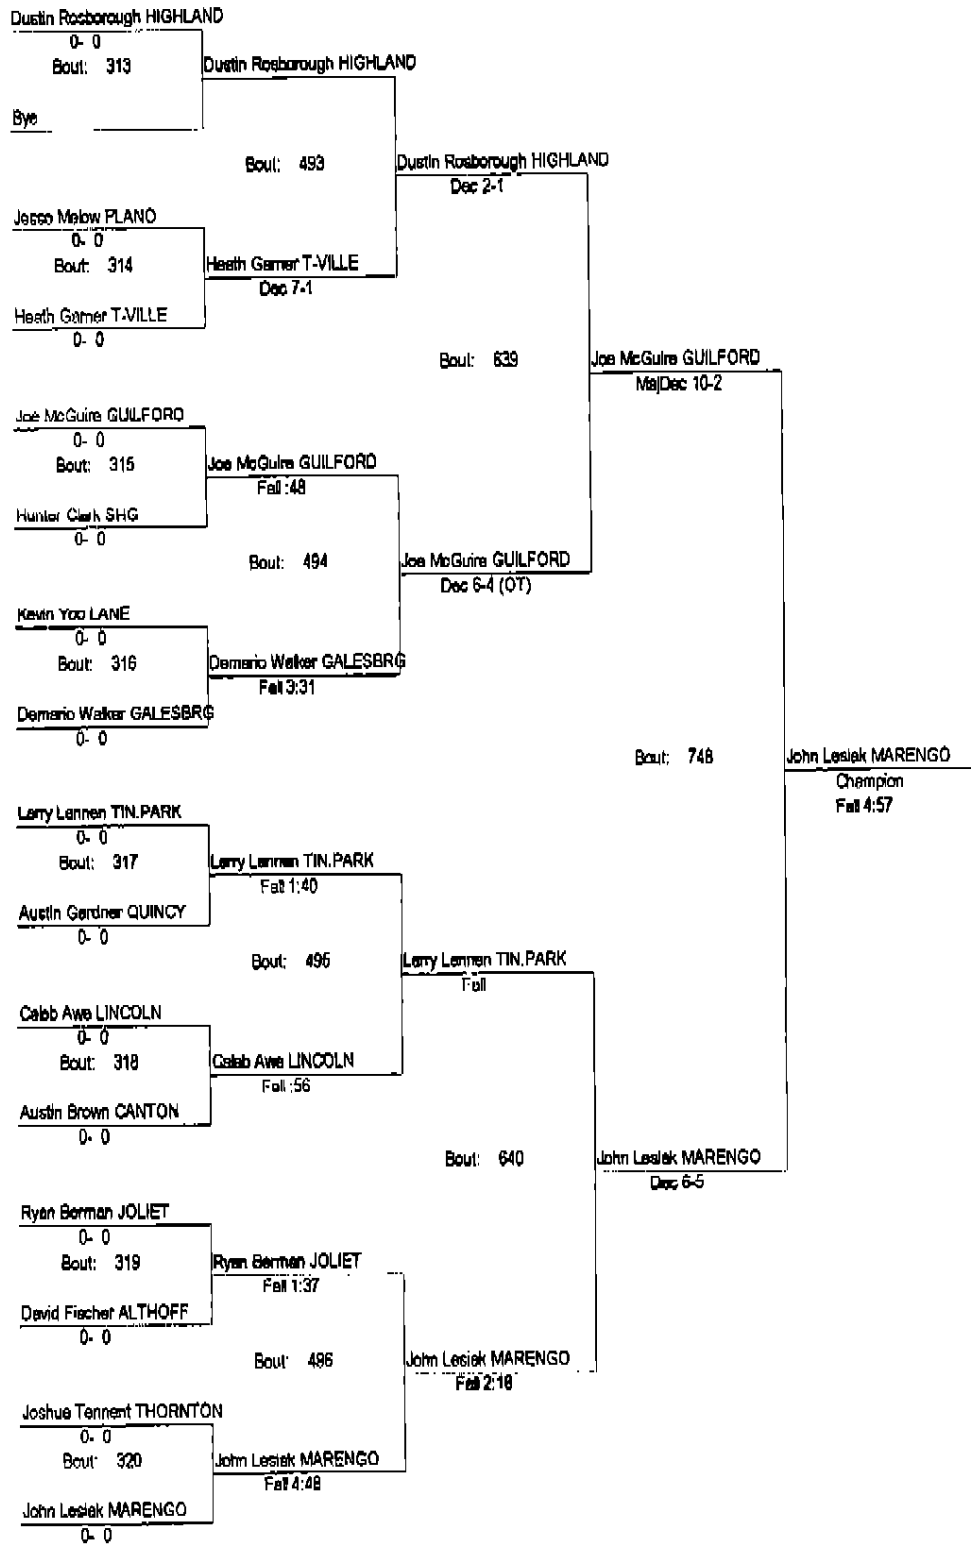 Dustin Rosborough HIGHLAND
0- 0
Bout: 313
Dustin Rosborough HIGHLAND
Bye
Bout: 493
Dustin Rosborough HIGHLAND
Dec 2-1
Jesse Melow PLANO
0- 0
Bout: 314
Heath Garner T-VILLE
Dec 7-1
Heath Garner T-VILLE
0- 0
Bout: 639
Joe McGuire GUILFORD
MajDec 10-2
Joe McGuire GUILFORD
0- 0
Bout: 315
Joe McGuire GUILFORD
Fall :48
Hunter Clark SHG
0- 0
Bout: 494
Joe McGuire GUILFORD
Dec 6-4 (OT)
Kevin Yoo LANE
0- 0
Bout: 316
Demario Walker GALESBRG
Fall 3:31
Demario Walker GALESBRG
0- 0
Bout: 748
John Lesiak MARENGO
Champion
Fall 4:57
Larry Lennen TIN.PARK
0- 0
Bout: 317
Larry Lennen TIN.PARK
Fall 1:40
Austin Gardner QUINCY
0- 0
Bout: 495
Larry Lennen TIN.PARK
Fall
Caleb Awe LINCOLN
0- 0
Bout: 318
Caleb Awe LINCOLN
Fall :56
Austin Brown CANTON
0- 0
Bout: 640
John Lesiak MARENGO
Dec 6-5
Ryan Berman JOLIET
0- 0
Bout: 319
Ryan Berman JOLIET
Fall 1:37
David Fischer ALTHOFF
0- 0
Bout: 496
John Lesiak MARENGO
Fall 2:18
Joshua Tennent THORNTON
0- 0
Bout: 320
John Lesiak MARENGO
Fall 4:48
John Lesiak MARENGO
0- 0